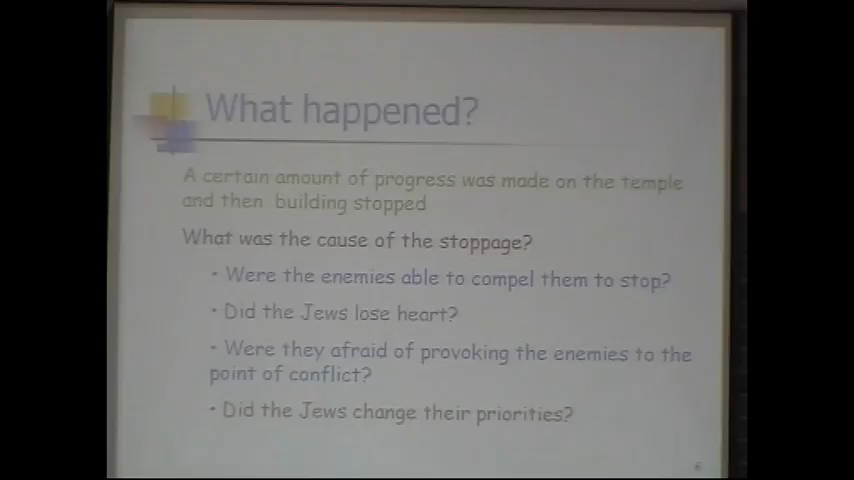 What happened?
A certain amount of progress was made on the temple
and then building stopped
What was the cause of the stoppage?
• Were the enemies able to compel them to stop?
• Did the Jews lose heart?
• Were they afraid of provoking the enemies to the
point of conflict?
• Did the Jews change their priorities?
6